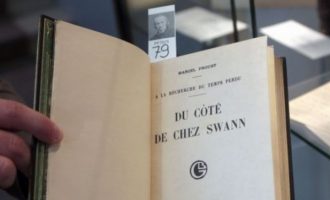 79
MARCEL PROUST
A LA RECHERCHE DU TEMPS PERDU
DU CÔTÉ
DE CHEZ SWANN